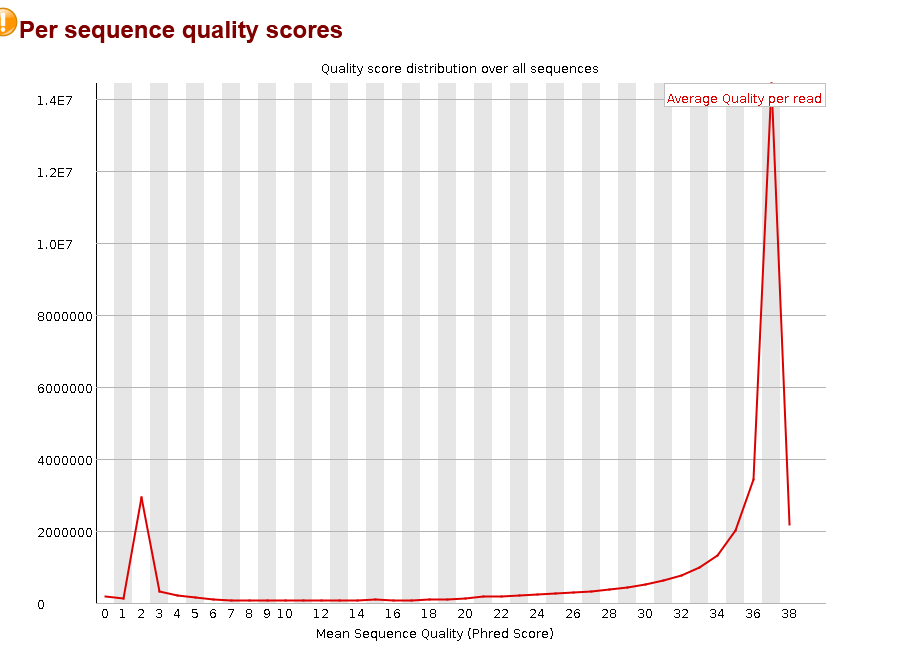 ! Per sequence quality scores
Quality score distribution over all sequences
Average Quality per read
1.4E7
1.2E7
1.0E7
8000000
6000000
4000000
2000000
0
0 1 2 3 4 5 6 7 8 9 10 12 14 16 18 20 22 24 26 28 30 32 34 36 38
Mean Sequence Quality (Phred Score)